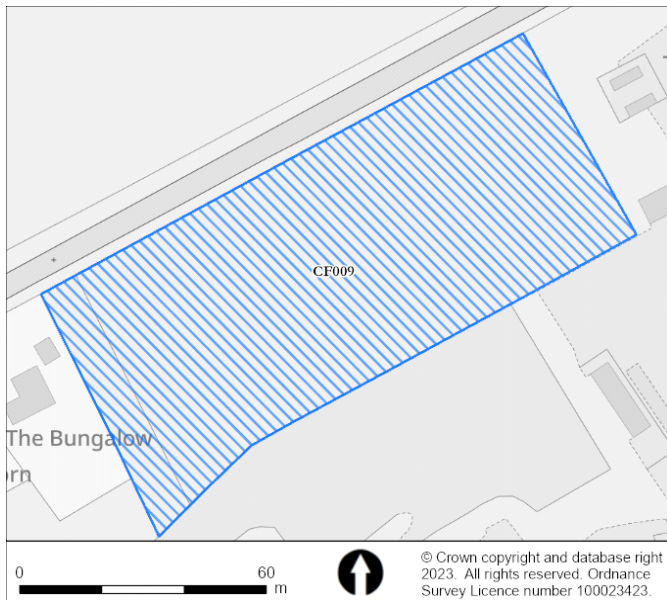 CF009
The Bungalow
orn
0 60
m
© Crown copyright and database right
2023. All rights reserved. Ordnance
Survey Licence number 100023423.